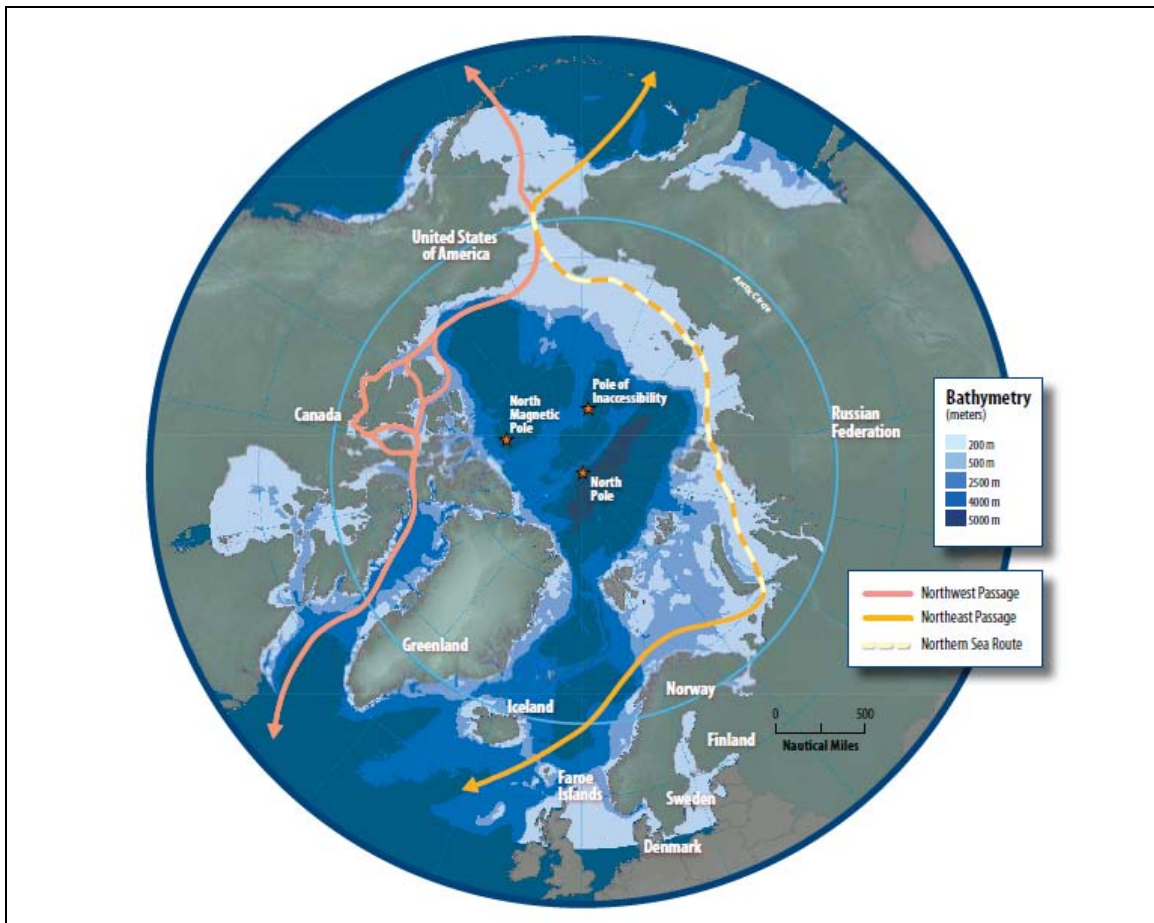 United States
of America
Arctic Circle
Pole of
Inaccessibility
North
Magnetic
Pole
Canada
Russian
Federation
North
Pole
Bathymetry
(meters)
200 m
500 m
2500 m
4000 m
5000 m
Northwest Passage
Northeast Passage
Northern Sea Route
Greenland
Norway
Iceland
0 500
Nautical Miles
Finland
Faroe
Islands
Sweden
Denmark